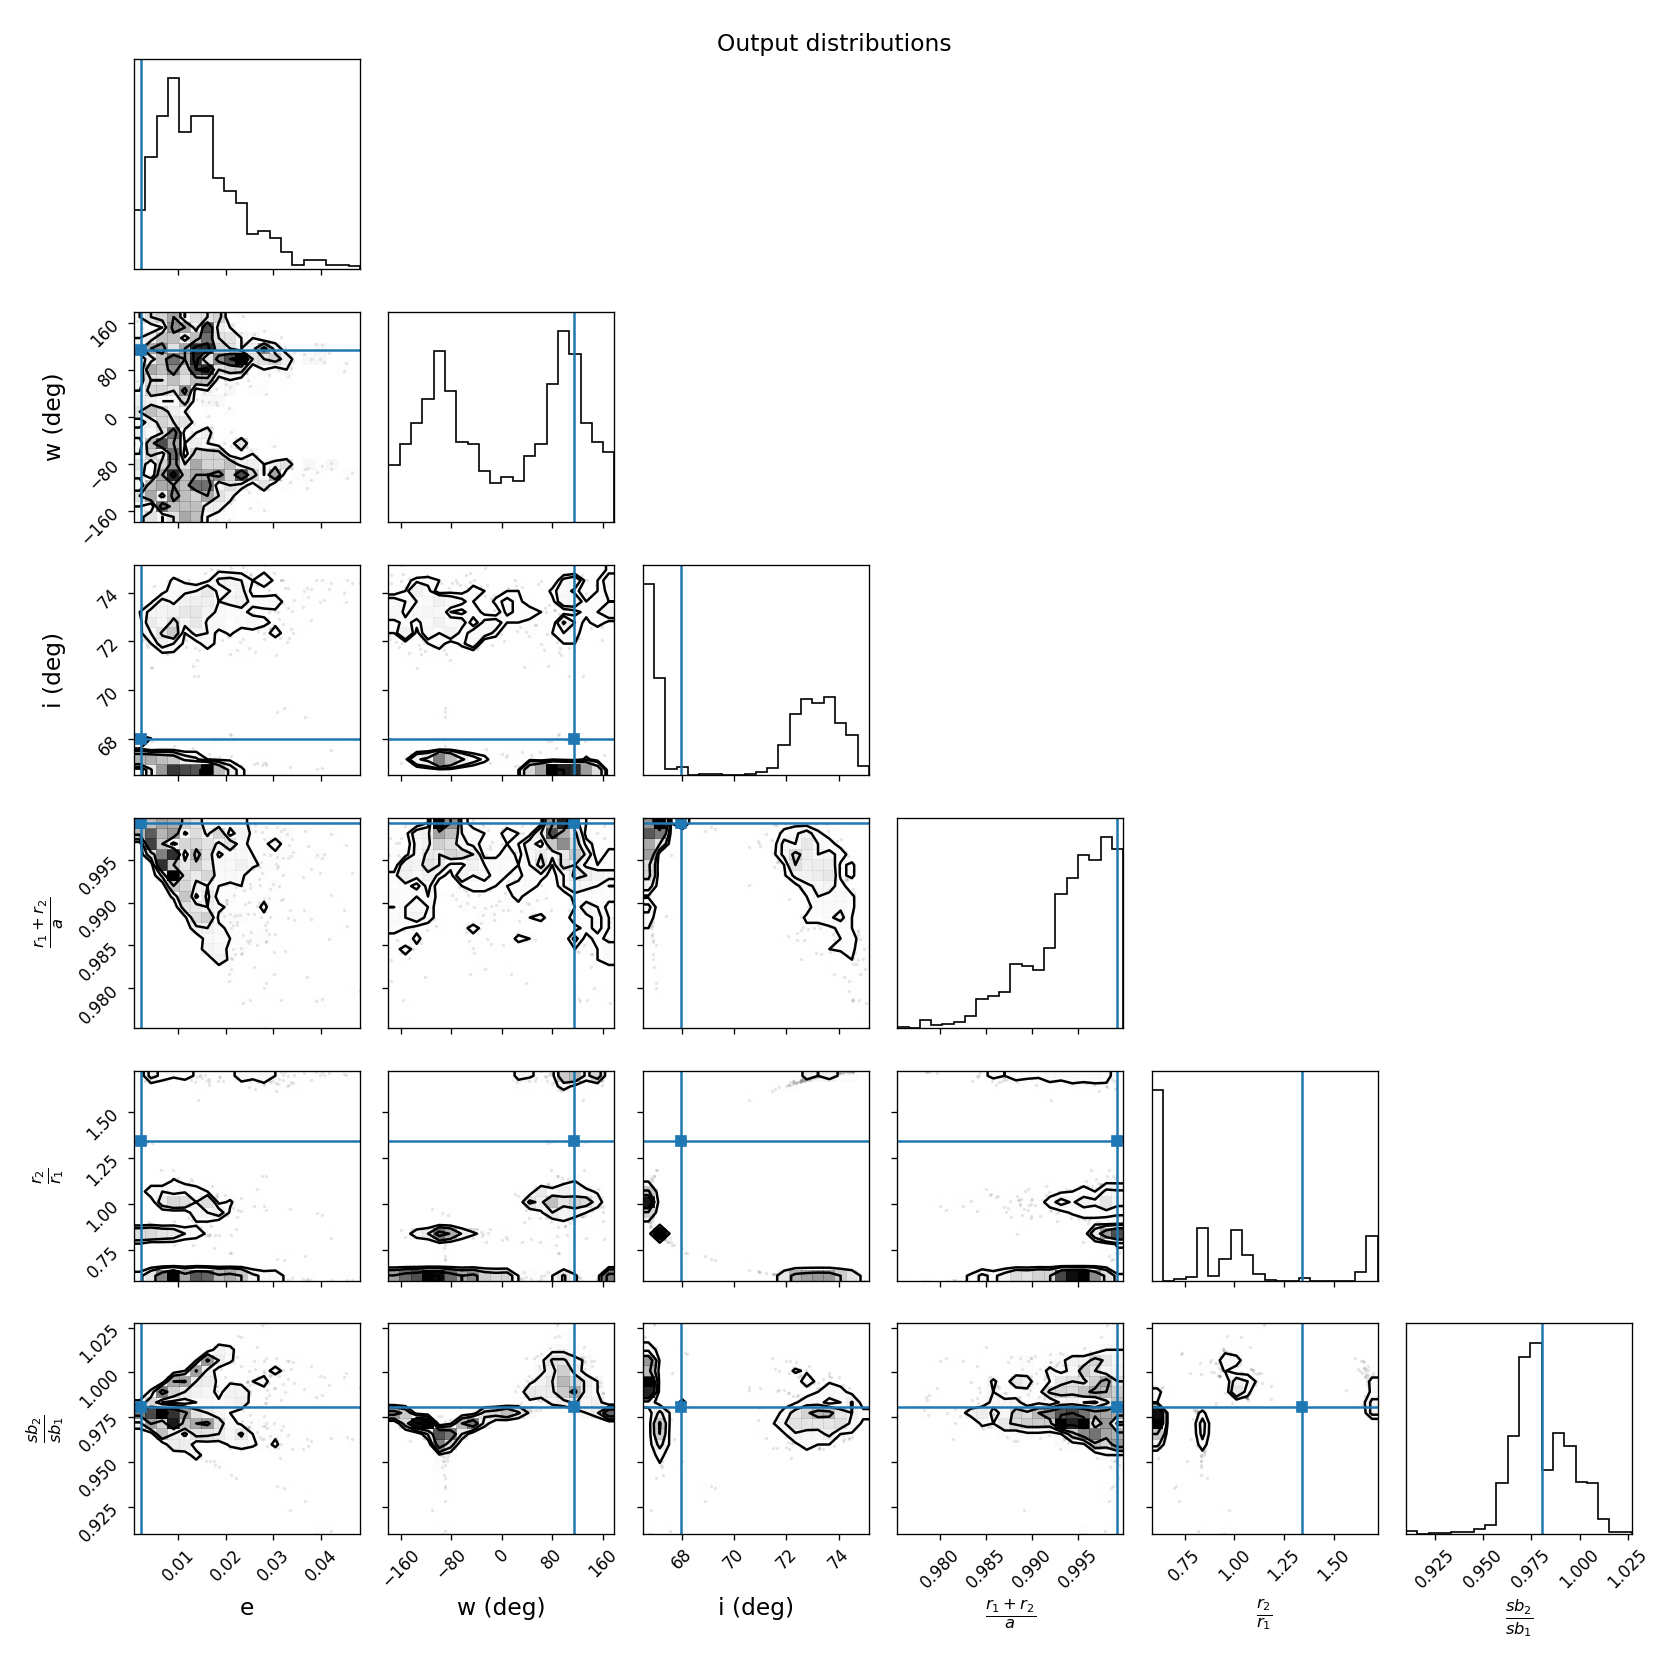 Output distributions
160
80
0
−80
−160
w (deg)
74
72
70
68
i (deg)
0.995
0.990
0.985
0.980
r₁ + r₂
a
1.50
1.25
1.00
0.75
r₂
r₁
1.025
1.000
0.975
0.950
0.925
sb₂
sb₁
0.01 0.02 0.03 0.04 −160 −80 0 80 160 68 70 72 74 0.980 0.985 0.990 0.995 0.75 1.00 1.25 1.50 0.925 0.950 0.975 1.000 1.025
e w (deg) i (deg) r₁ + r₂ r₂ sb₂
a r₁ sb₁